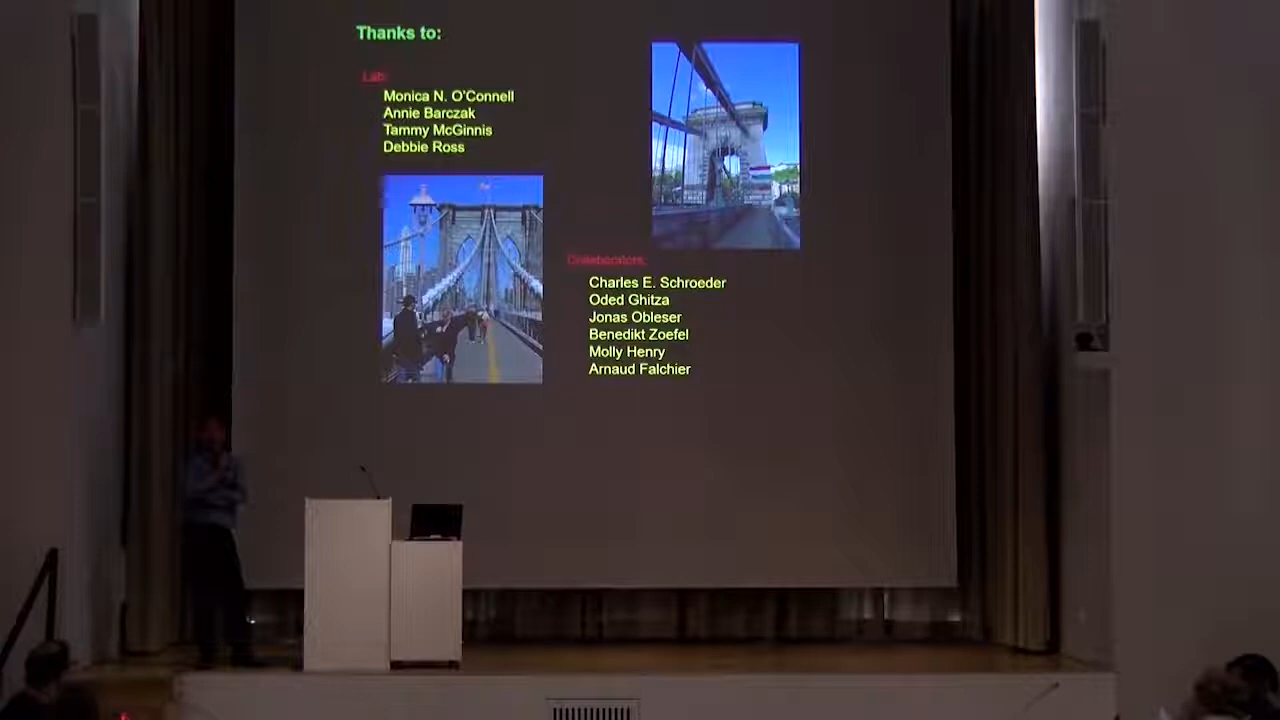 Thanks to:
Lab:
Monica N. O'Connell
Annie Barczak
Tammy McGinnis
Debbie Ross
Collaborators:
Charles E. Schroeder
Oded Ghitza
Jonas Obleser
Benedikt Zoefel
Molly Henry
Arnaud Falchier